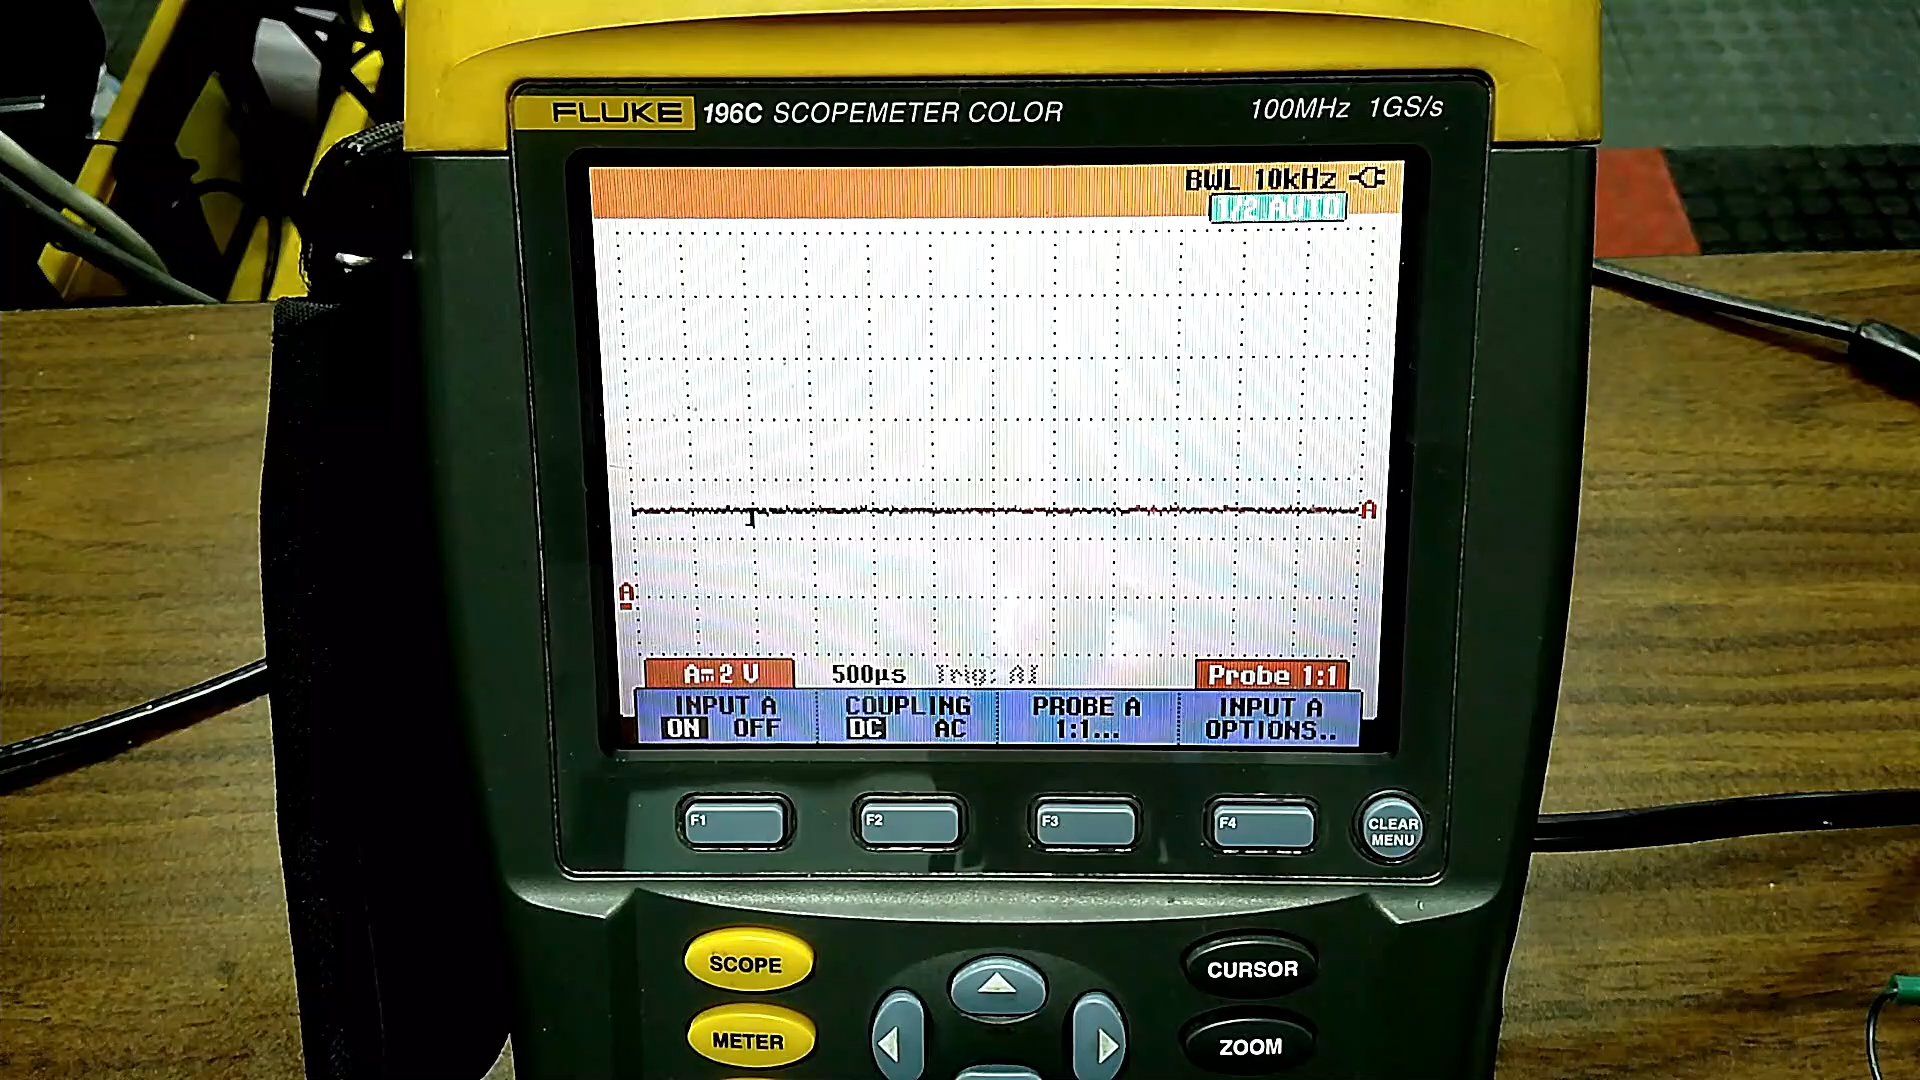 FLUKE 196C SCOPEMETER COLOR 100MHz 1GS/s
BWL 10kHz
1/2 AUTO
A
A
A 2 V 500µs Trig: A Probe 1:1
INPUT A COUPLING PROBE A INPUT A
ON OFF DC AC 1:1... OPTIONS..
F1 F2 F3 F4 CLEAR MENU
SCOPE CURSOR
METER ZOOM